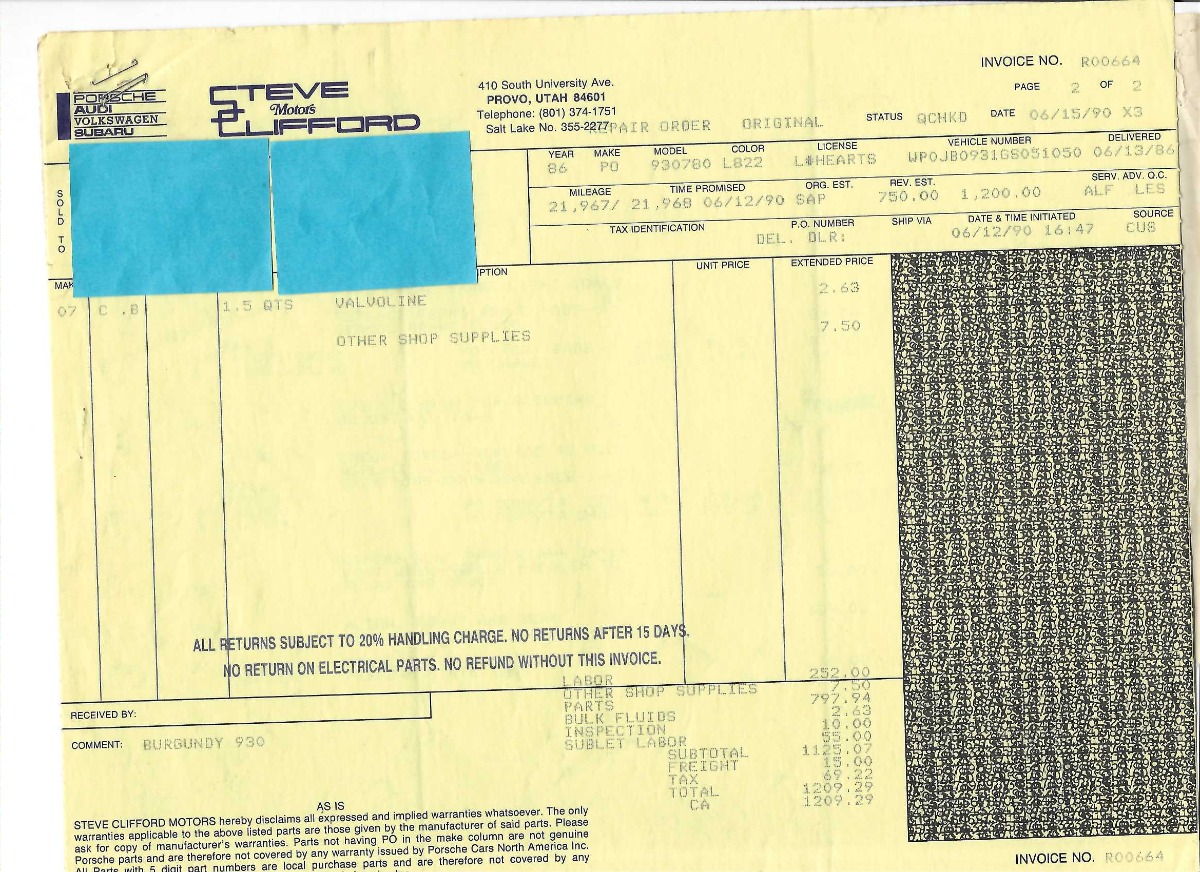 INVOICE NO. R00664
PAGE 2 OF 2
STATUS QCHKD DATE 06/15/90 X3
PORSCHE
AUDI
VOLKSWAGEN
SUBARU
STEVE
Motors
CLIFFORD
410 South University Ave.
PROVO, UTAH 84601
Telephone: (801) 374-1751
Salt Lake No. 355-2277
REPAIR ORDER ORIGINAL
SOLD TO
YEAR MAKE MODEL COLOR LICENSE VEHICLE NUMBER DELIVERED
86 PO 930780 L822 L#HEARTS WP0JB0931GS051050 06/13/86
MILEAGE TIME PROMISED ORG. EST. REV. EST. SERV. ADV. Q.C.
21,967/ 21,968 06/12/90 SAP 750.00 1,200.00 ALF LES
TAX IDENTIFICATION P.O. NUMBER SHIP VIA DATE & TIME INITIATED SOURCE
DEL. DLR: 06/12/90 16:47 CUS
MAK PTION UNIT PRICE EXTENDED PRICE
07 C .B 1.5 QTS VALVOLINE 2.63
OTHER SHOP SUPPLIES 7.50
ALL RETURNS SUBJECT TO 20% HANDLING CHARGE. NO RETURNS AFTER 15 DAYS.
NO RETURN ON ELECTRICAL PARTS. NO REFUND WITHOUT THIS INVOICE.
LABOR 252.00
OTHER SHOP SUPPLIES 7.50
PARTS 797.94
BULK FLUIDS 2.63
INSPECTION 10.00
SUBLET LABOR 55.00
SUBTOTAL 1125.07
FREIGHT 15.00
TAX 69.22
TOTAL 1209.29
CA 1209.29
RECEIVED BY:
COMMENT: BURGUNDY 930
AS IS
STEVE CLIFFORD MOTORS hereby disclaims all expressed and implied warranties whatsoever. The only
warranties applicable to the above listed parts are those given by the manufacturer of said parts. Please
ask for copy of manufacturer's warranties. Parts not having PO in the make column are not genuine
Porsche parts and are therefore not covered by any warranty issued by Porsche Cars North America Inc.
All Parts with 5 digit part numbers are local purchase parts and are therefore not covered by any
INVOICE NO. R00664